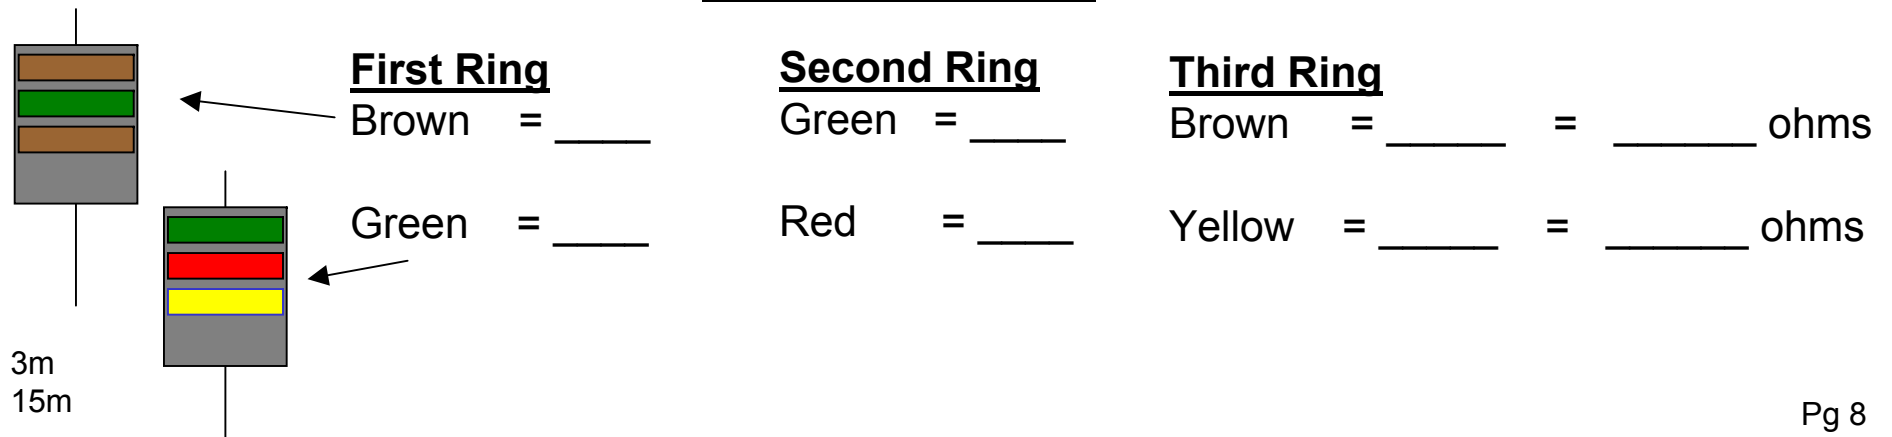 First Ring Second Ring Third Ring
Brown = ____ Green = ____ Brown = _____ = ______ ohms
Green = ____ Red = ____ Yellow = _____ = ______ ohms
3m
15m
Pg 8